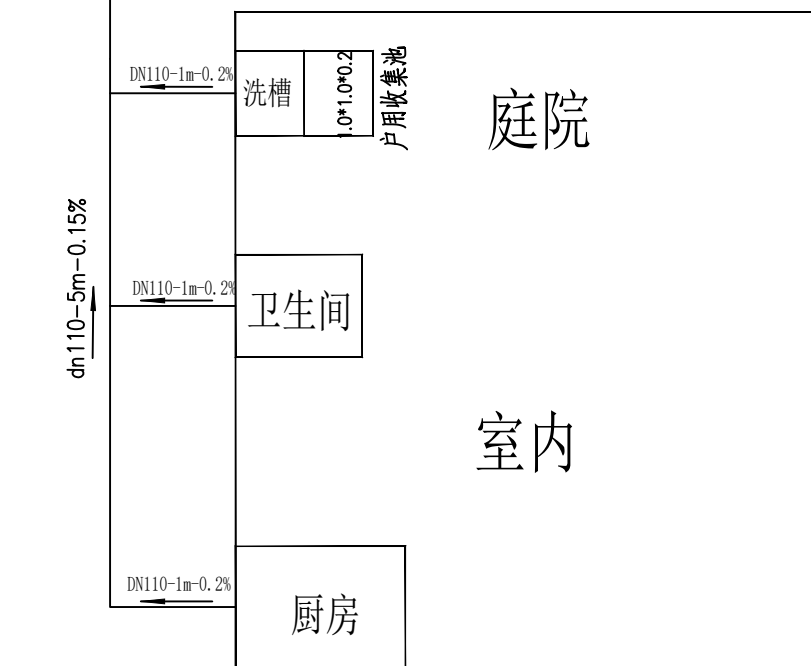 DN110-1m-0.2%
洗槽
1.0*1.0*0.2
户用收集池
庭院
dn110-5m-0.15%
DN110-1m-0.2%
卫生间
室内
DN110-1m-0.2%
厨房